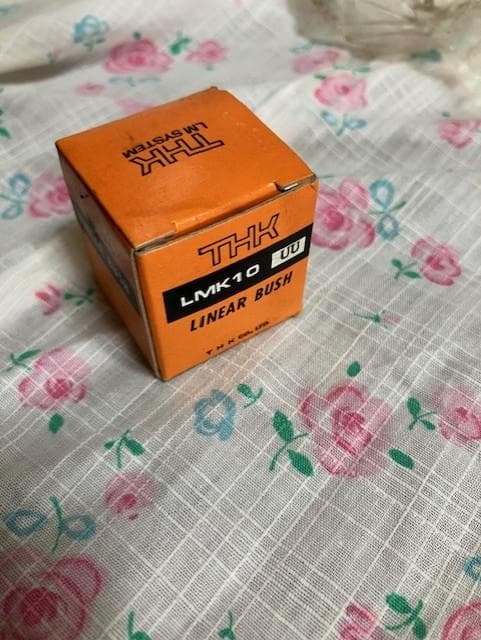 THK
LM SYSTEM
THK
LMK10 UU
LINEAR BUSH
THK CO., LTD.